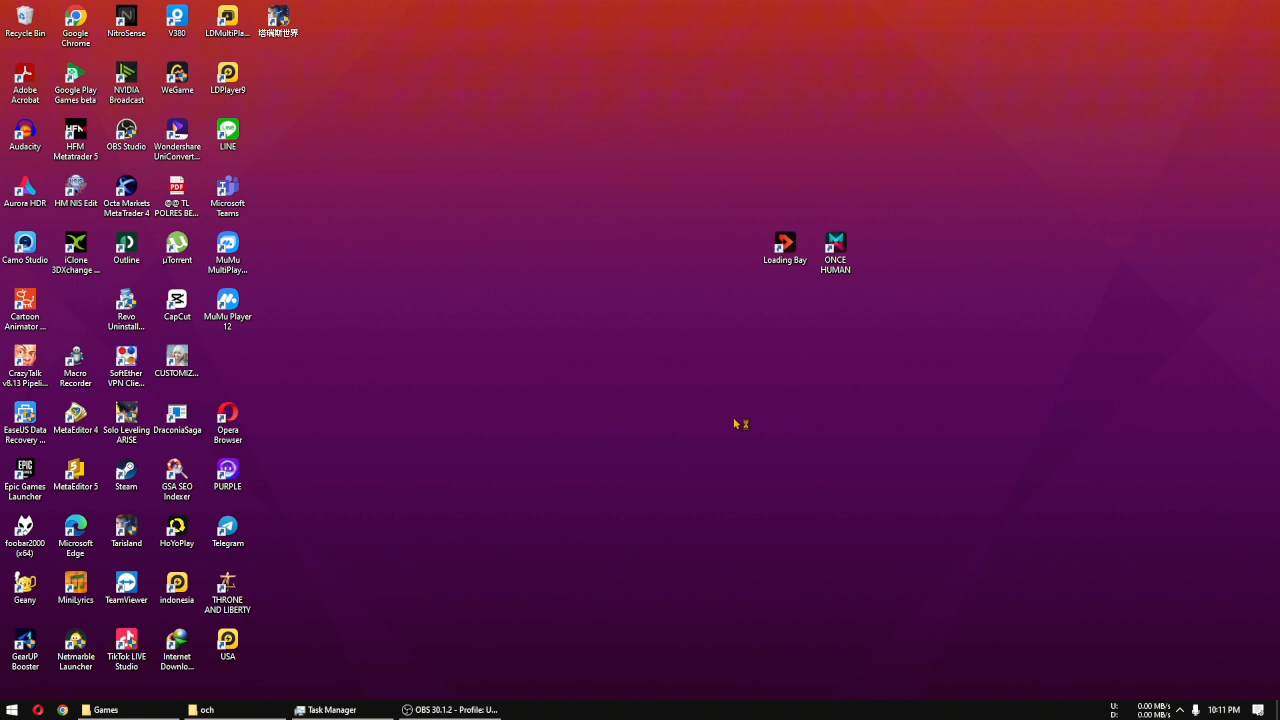 Recycle Bin
Google
Chrome
NitroSense
V380
LDMultiPla...
塔瑞斯世界
Adobe
Acrobat
Google Play
Games beta
NVIDIA
Broadcast
WeGame
LDPlayer9
Audacity
HFM
Metatrader 5
OBS Studio
Wondershare
UniConvert...
LINE
Aurora HDR
HM NIS Edit
Octa Markets
MetaTrader 4
PDF
@@ TL
POLRES BE...
Microsoft
Teams
Camo Studio
iClone
3DXchange ...
Outline
µTorrent
MuMu
MultiPlay...
Loading Bay
ONCE
HUMAN
Cartoon
Animator ...
Revo
Uninstall...
CapCut
MuMu Player
12
CrazyTalk
v8.13 Pipeli...
Macro
Recorder
SoftEther
VPN Clie...
CUSTOMIZ...
EaseUS Data
Recovery ...
MetaEditor 4
Solo Leveling
ARISE
DraconiaSaga
Opera
Browser
Epic Games
Launcher
MetaEditor 5
Steam
GSA SEO
Indexer
PURPLE
foobar2000
(x64)
Microsoft
Edge
Tarisland
HoYoPlay
Telegram
Geany
MiniLyrics
TeamViewer
indonesia
THRONE
AND LIBERTY
GearUP
Booster
Netmarble
Launcher
TikTok LIVE
Studio
Internet
Downlo...
USA
Games
och
Task Manager
OBS 30.1.2 - Profile: U...
U: 0.00 MB/s
D: 0.00 MB/s
10:11 PM